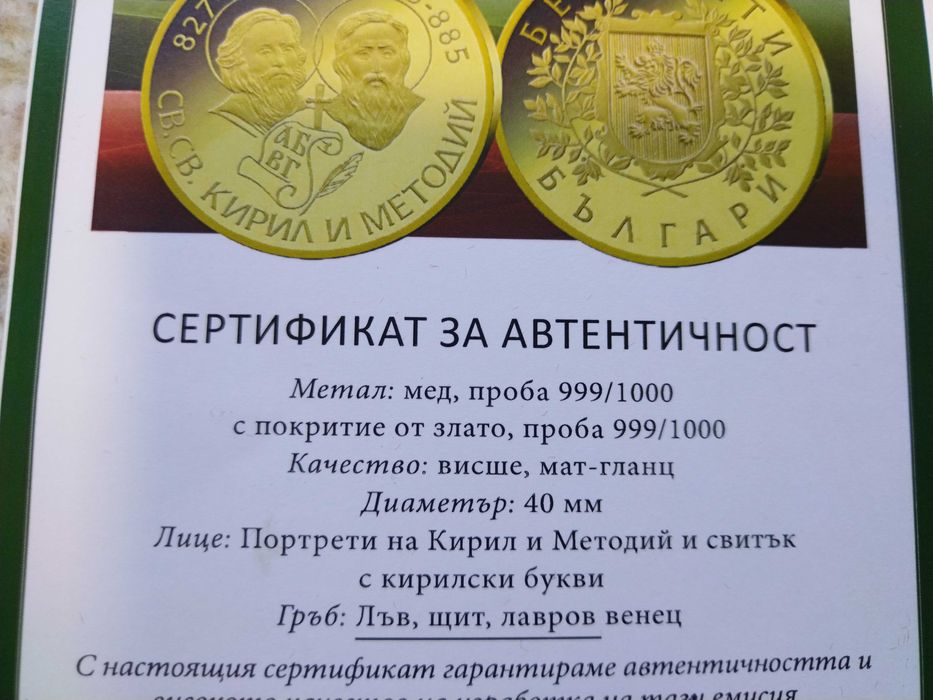 827
-885
СВ.СВ. КИРИЛ И МЕТОДИЙ
АБ
ВГ
БЪЛГАРИ
СЕРТИФИКАТ ЗА АВТЕНТИЧНОСТ
Метал: мед, проба 999/1000
с покритие от злато, проба 999/1000
Качество: висше, мат-гланц
Диаметър: 40 мм
Лице: Портрети на Кирил и Методий и свитък
с кирилски букви
Гръб: Лъв, щит, лавров венец
С настоящия сертификат гарантираме автентичността и